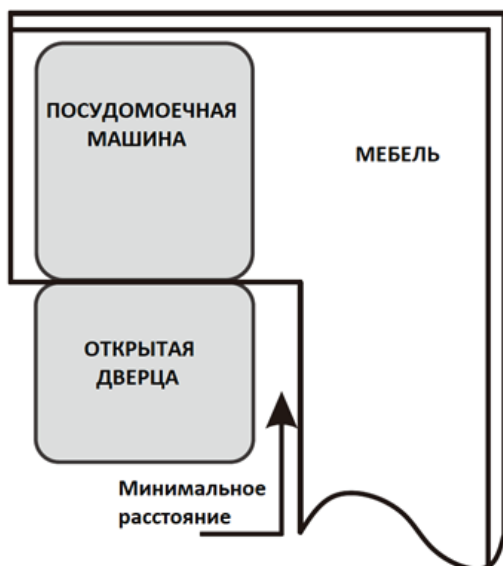 ПОСУДОМОЕЧНАЯ
МАШИНА
МЕБЕЛЬ
ОТКРЫТАЯ
ДВЕРЦА
Минимальное
расстояние